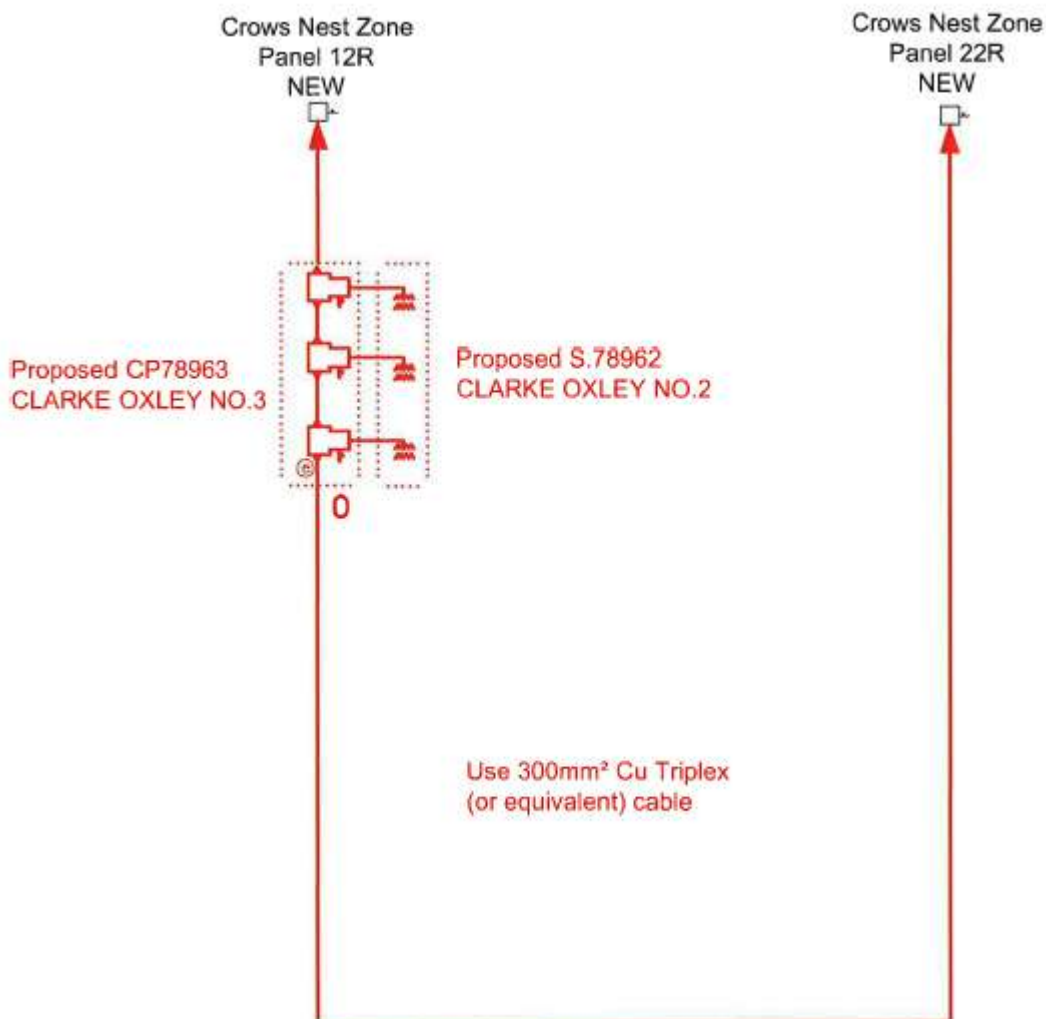 Crows Nest Zone
Panel 12R
NEW
Crows Nest Zone
Panel 22R
NEW
Proposed CP78963
CLARKE OXLEY NO.3
Proposed S.78962
CLARKE OXLEY NO.2
0
Use 300mm² Cu Triplex
(or equivalent) cable